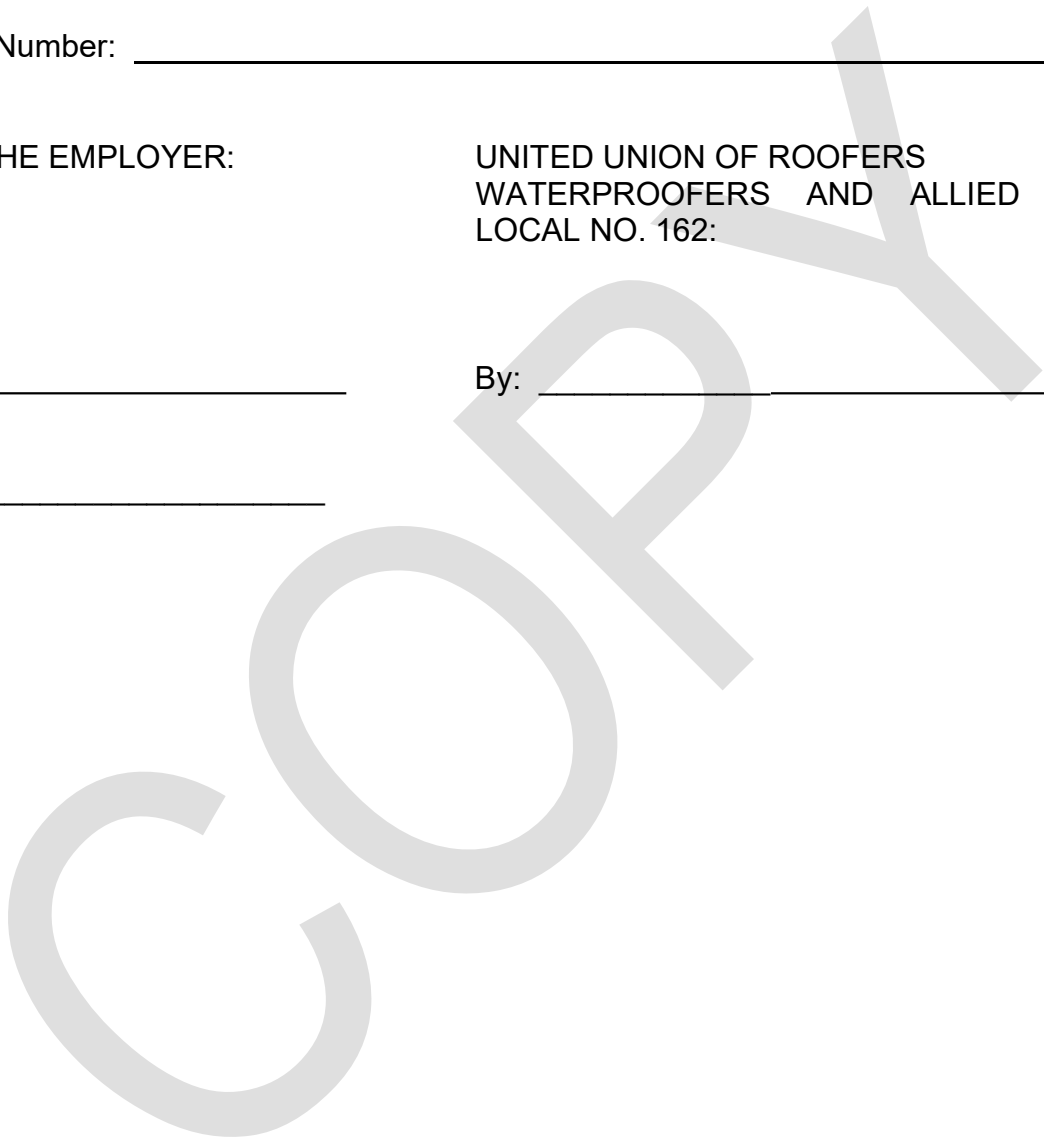 Number:
HE EMPLOYER:
UNITED UNION OF ROOFERS
WATERPROOFERS AND ALLIED
LOCAL NO. 162:
By:
COPY